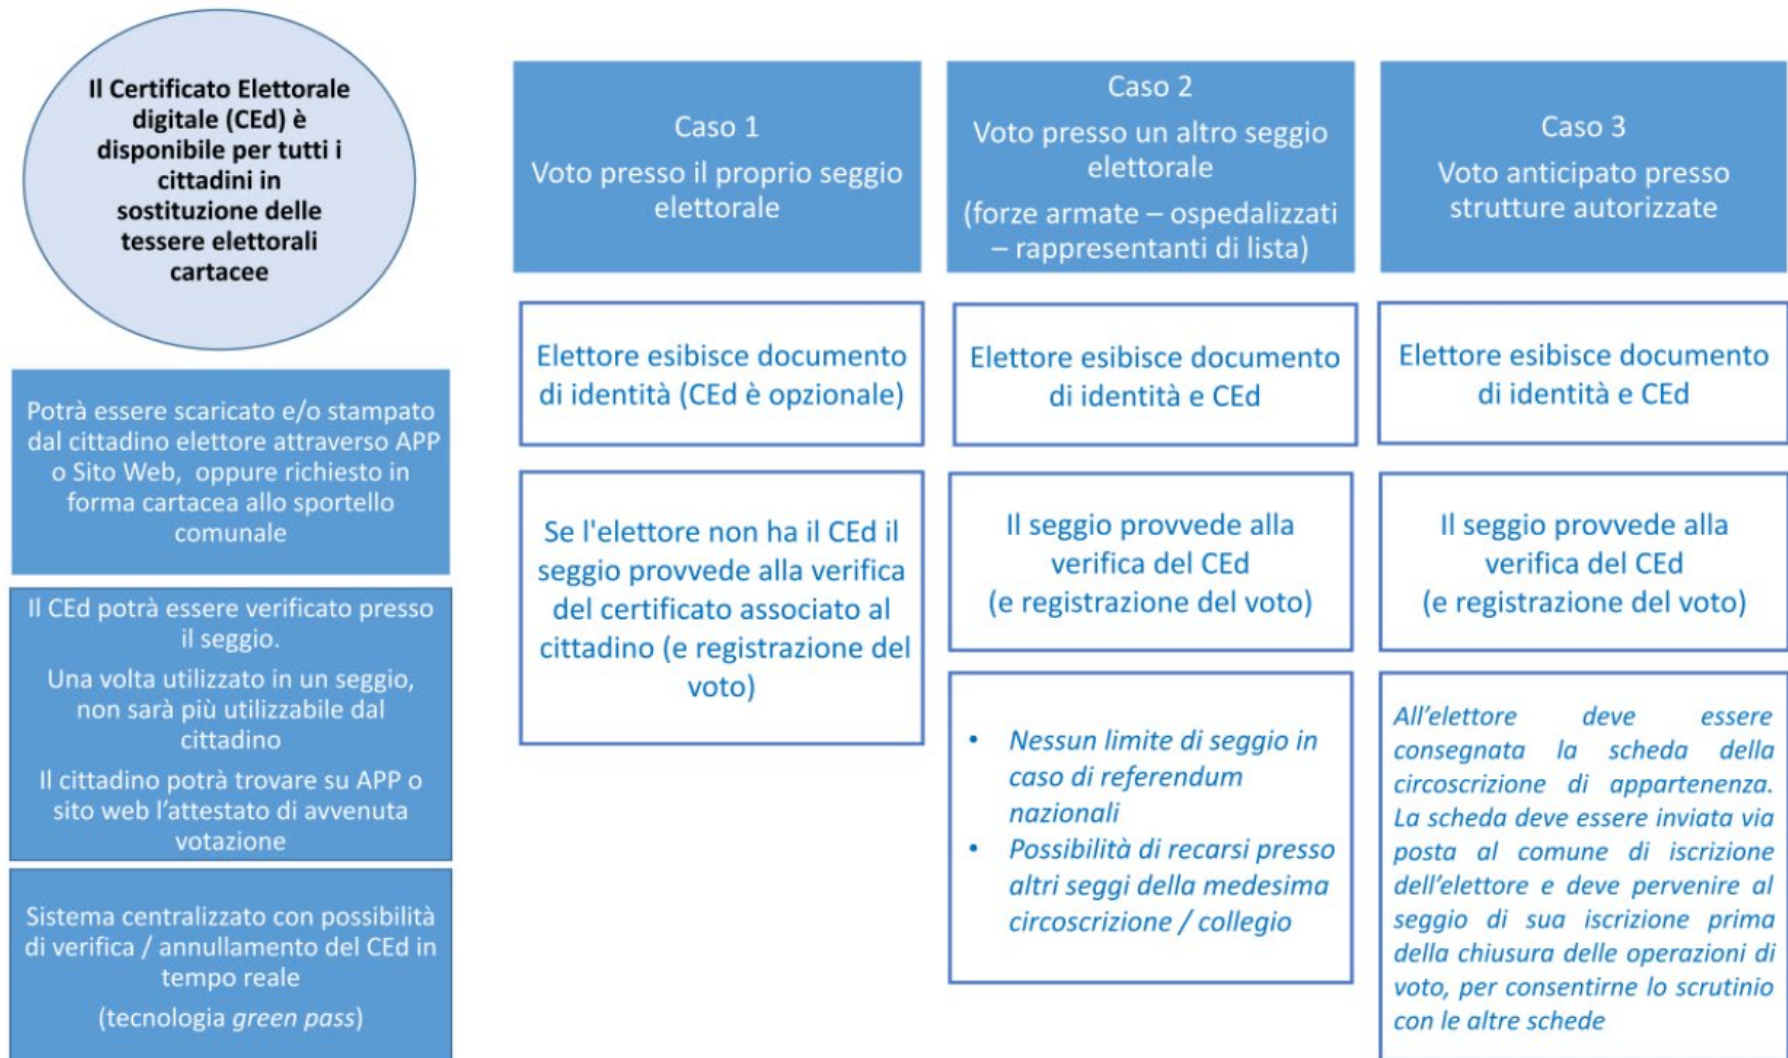 Il Certificato Elettorale
digitale (CEd) è
disponibile per tutti i
cittadini in
sostituzione delle
tessere elettorali
cartacee
Potrà essere scaricato e/o stampato
dal cittadino elettore attraverso APP
o Sito Web, oppure richiesto in
forma cartacea allo sportello
comunale
Il CEd potrà essere verificato presso
il seggio.
Una volta utilizzato in un seggio,
non sarà più utilizzabile dal
cittadino
Il cittadino potrà trovare su APP o
sito web l'attestato di avvenuta
votazione
Sistema centralizzato con possibilità
di verifica / annullamento del CEd in
tempo reale
(tecnologia green pass)
Caso 1
Voto presso il proprio seggio
elettorale
Elettore esibisce documento
di identità (CEd è opzionale)
Se l'elettore non ha il CEd il
seggio provvede alla verifica
del certificato associato al
cittadino (e registrazione del
voto)
Caso 2
Voto presso un altro seggio
elettorale
(forze armate – ospedalizzati
– rappresentanti di lista)
Elettore esibisce documento
di identità e CEd
Il seggio provvede alla
verifica del CEd
(e registrazione del voto)
• Nessun limite di seggio in
caso di referendum
nazionali
• Possibilità di recarsi presso
altri seggi della medesima
circoscrizione / collegio
Caso 3
Voto anticipato presso
strutture autorizzate
Elettore esibisce documento
di identità e CEd
Il seggio provvede alla
verifica del CEd
(e registrazione del voto)
All'elettore deve essere
consegnata la scheda della
circoscrizione di appartenenza.
La scheda deve essere inviata via
posta al comune di iscrizione
dell'elettore e deve pervenire al
seggio di sua iscrizione prima
della chiusura delle operazioni di
voto, per consentirne lo scrutinio
con le altre schede